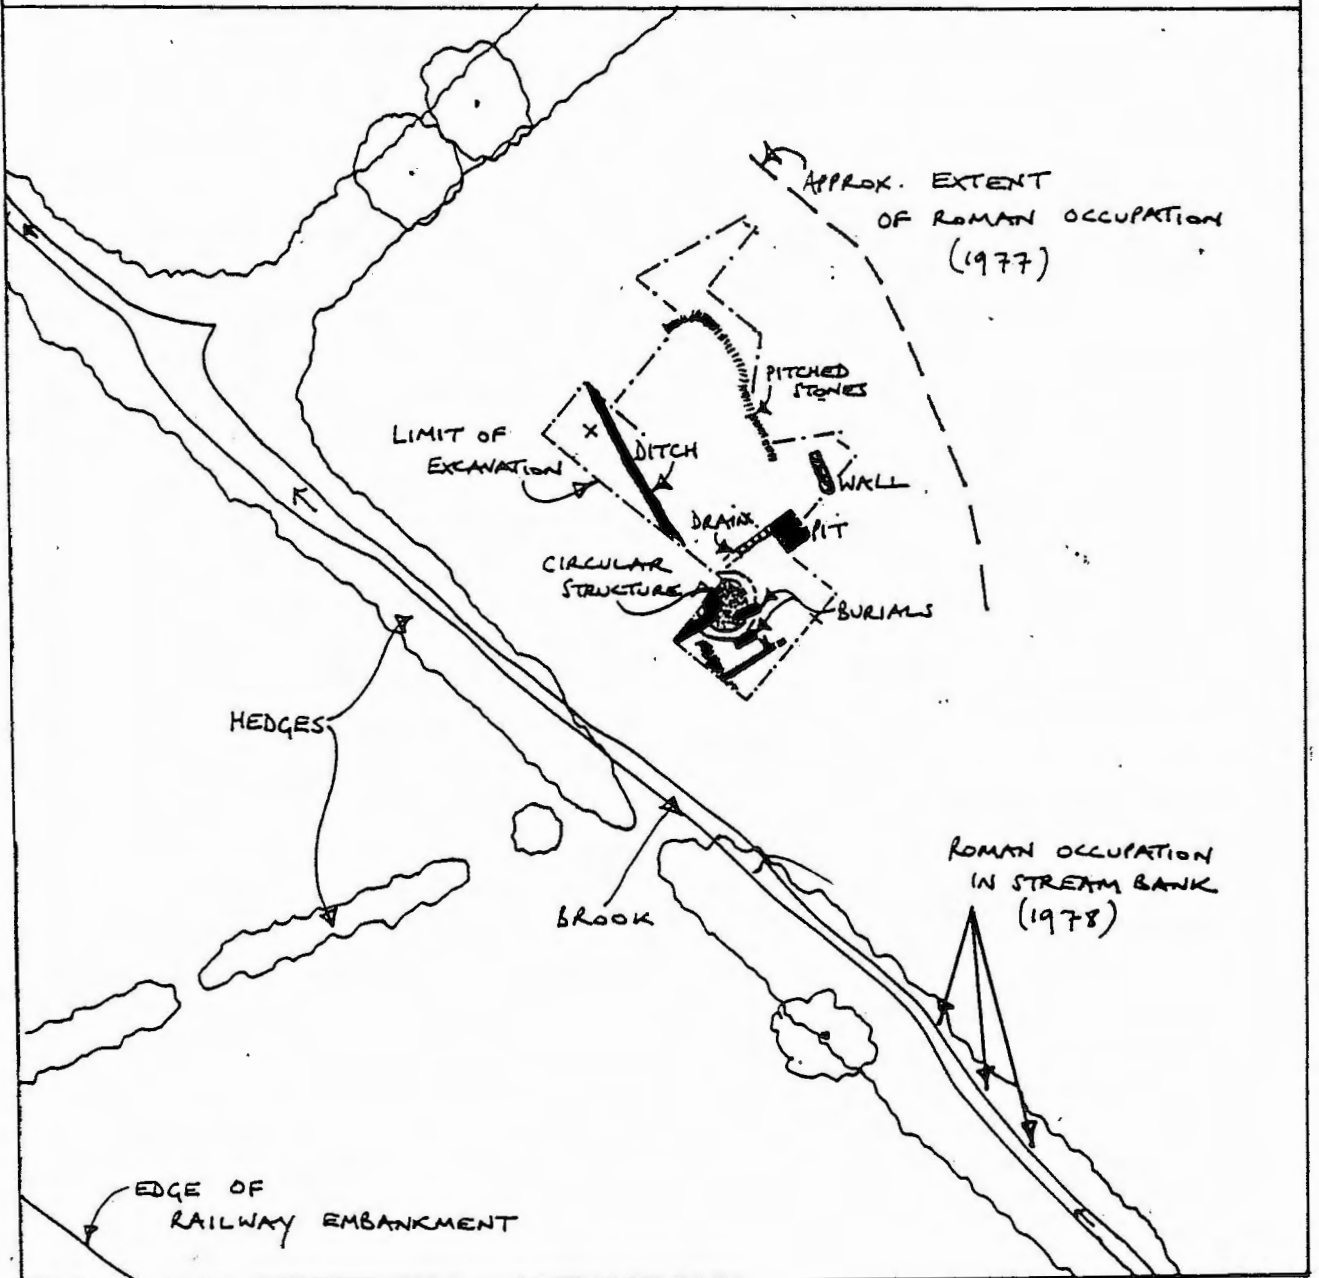 APPROX. EXTENT
OF ROMAN OCCUPATION
(1977)
PITCHED
STONES
LIMIT OF
EXCAVATION
DITCH
WALL
DRAIN
PIT
CIRCULAR
STRUCTURE
BURIALS
HEDGES
BROOK
ROMAN OCCUPATION
IN STREAM BANK
(1978)
EDGE OF
RAILWAY EMBANKMENT